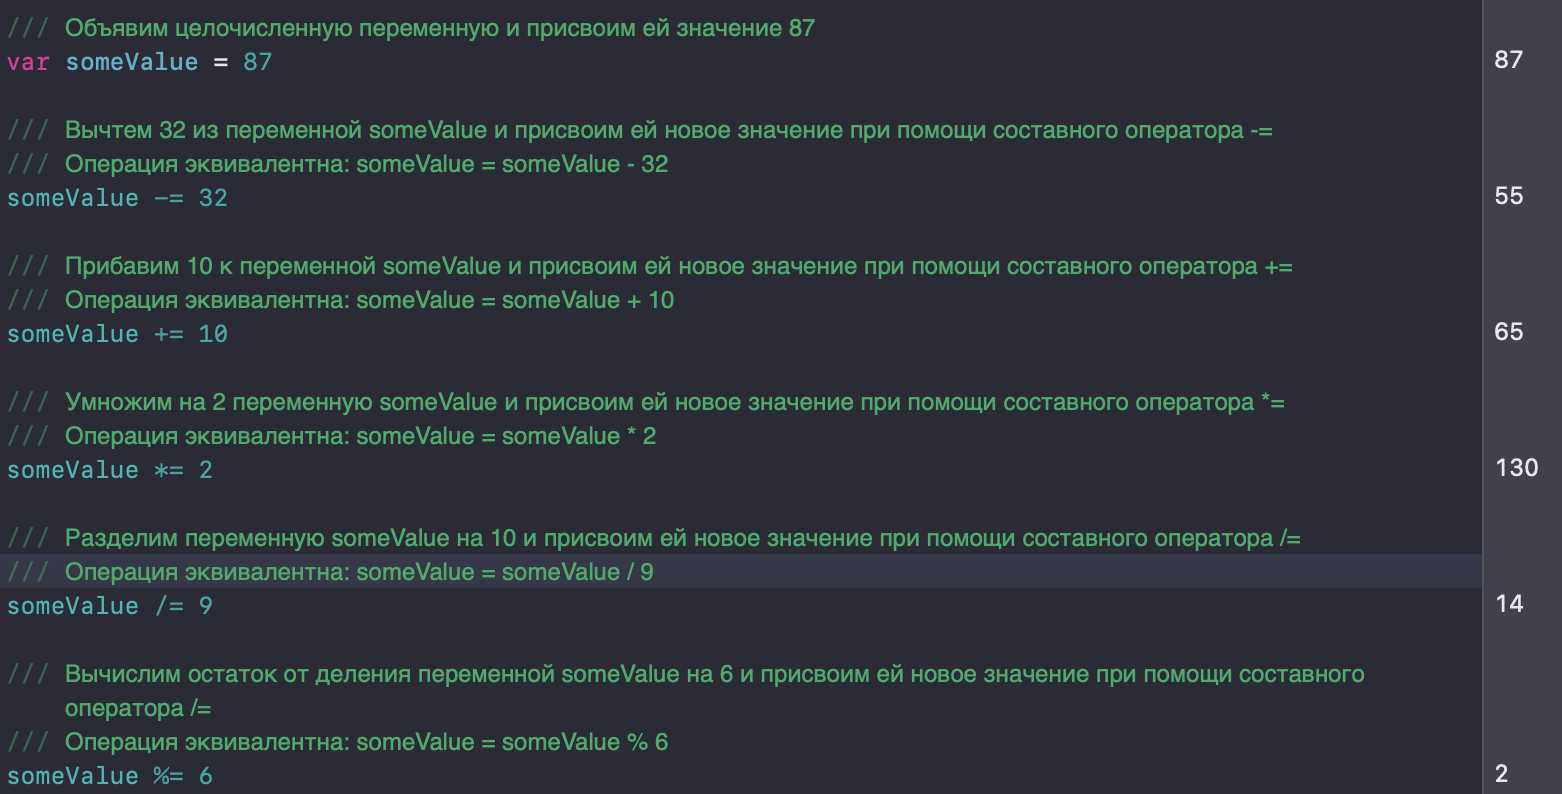 /// Объявим целочисленную переменную и присвоим ей значение 87
var someValue = 87 87
/// Вычтем 32 из переменной someValue и присвоим ей новое значение при помощи составного оператора -=
/// Операция эквивалентна: someValue = someValue - 32
someValue -= 32 55
/// Прибавим 10 к переменной someValue и присвоим ей новое значение при помощи составного оператора +=
/// Операция эквивалентна: someValue = someValue + 10
someValue += 10 65
/// Умножим на 2 переменную someValue и присвоим ей новое значение при помощи составного оператора *=
/// Операция эквивалентна: someValue = someValue * 2
someValue *= 2 130
/// Разделим переменную someValue на 10 и присвоим ей новое значение при помощи составного оператора /=
/// Операция эквивалентна: someValue = someValue / 9
someValue /= 9 14
/// Вычислим остаток от деления переменной someValue на 6 и присвоим ей новое значение при помощи составного
оператора /=
/// Операция эквивалентна: someValue = someValue % 6
someValue %= 6 2